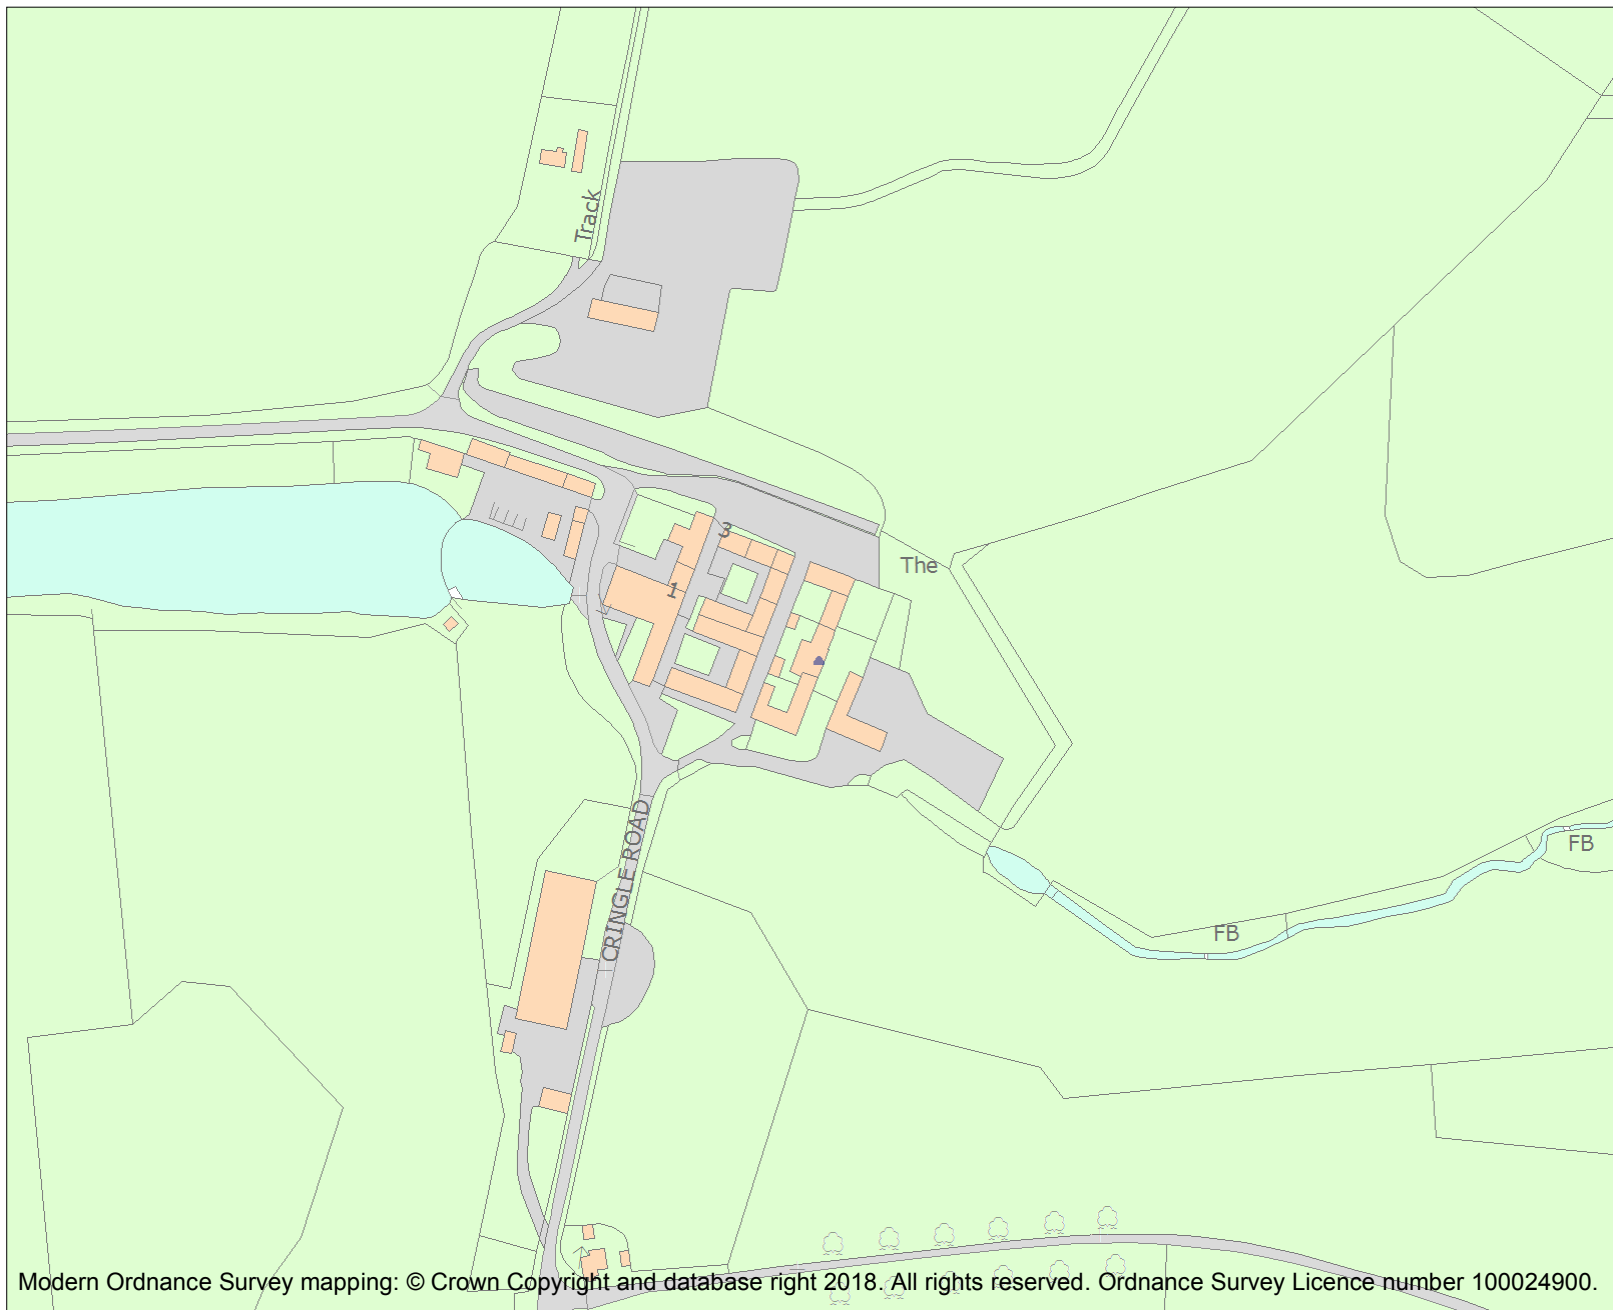 Track
3
The
1
CRINGLE ROAD
FB
FB
Modern Ordnance Survey mapping: © Crown Copyright and database right 2018. All rights reserved. Ordnance Survey Licence number 100024900.